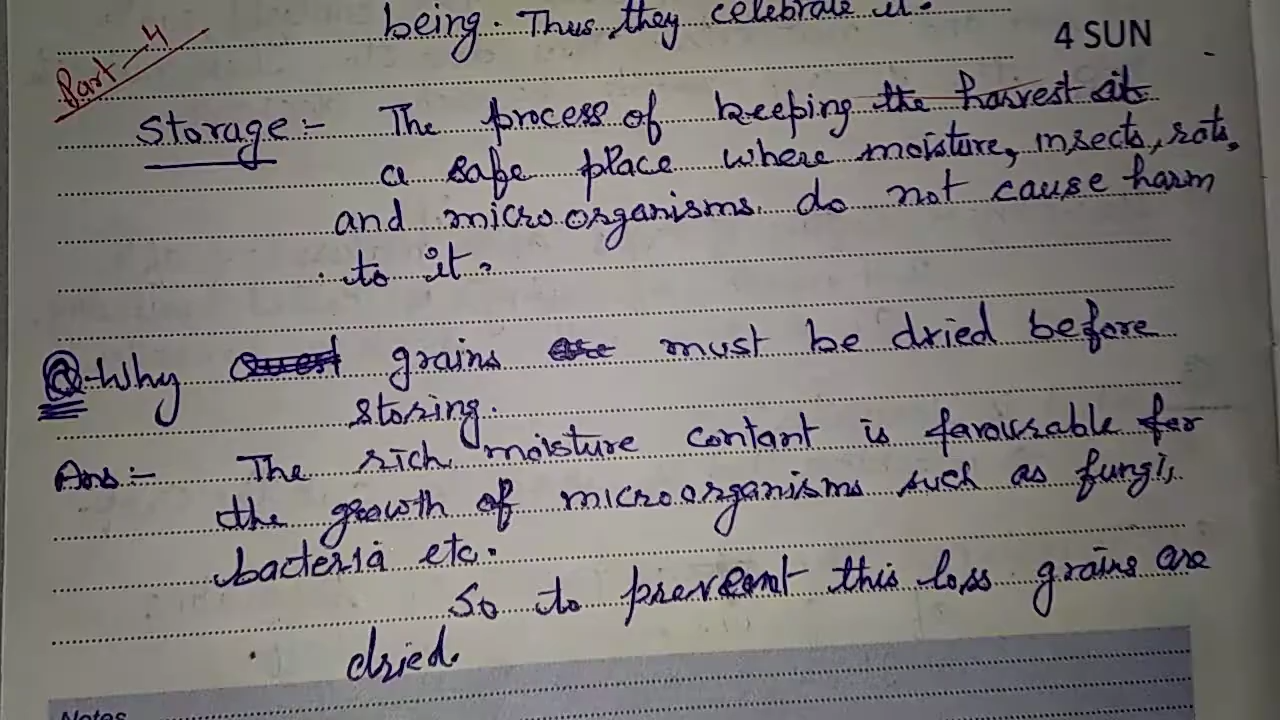 being. Thus they celebrate it.
4 SUN
Part-4
Storage:- The process of keeping the harvest at
a safe place where moisture, insects, rats,
and microorganisms do not cause harm
to it.
Q-Why grains must be dried before
storing.
Ans:- The rich moisture contant is favourable for
the growth of microorganisms such as fungi,
bacteria etc.
So to prevent this loss grains are
dried.
Notes